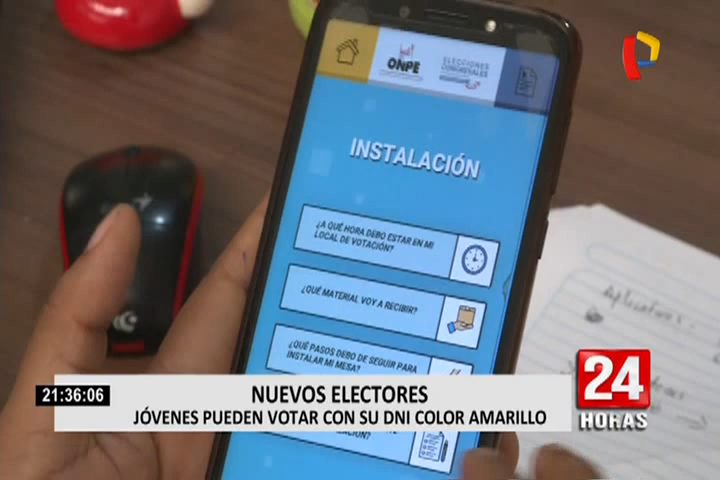 ONPE
ELECCIONES
CONGRESALES
INSTALACIÓN
¿A QUÉ HORA DEBO ESTAR EN MI
LOCAL DE VOTACIÓN?
¿QUÉ MATERIAL VOY A RECIBIR?
¿QUÉ PASOS DEBO DE SEGUIR PARA
INSTALAR MI MESA?
21:36:06
NUEVOS ELECTORES
JÓVENES PUEDEN VOTAR CON SU DNI COLOR AMARILLO
24
HORAS